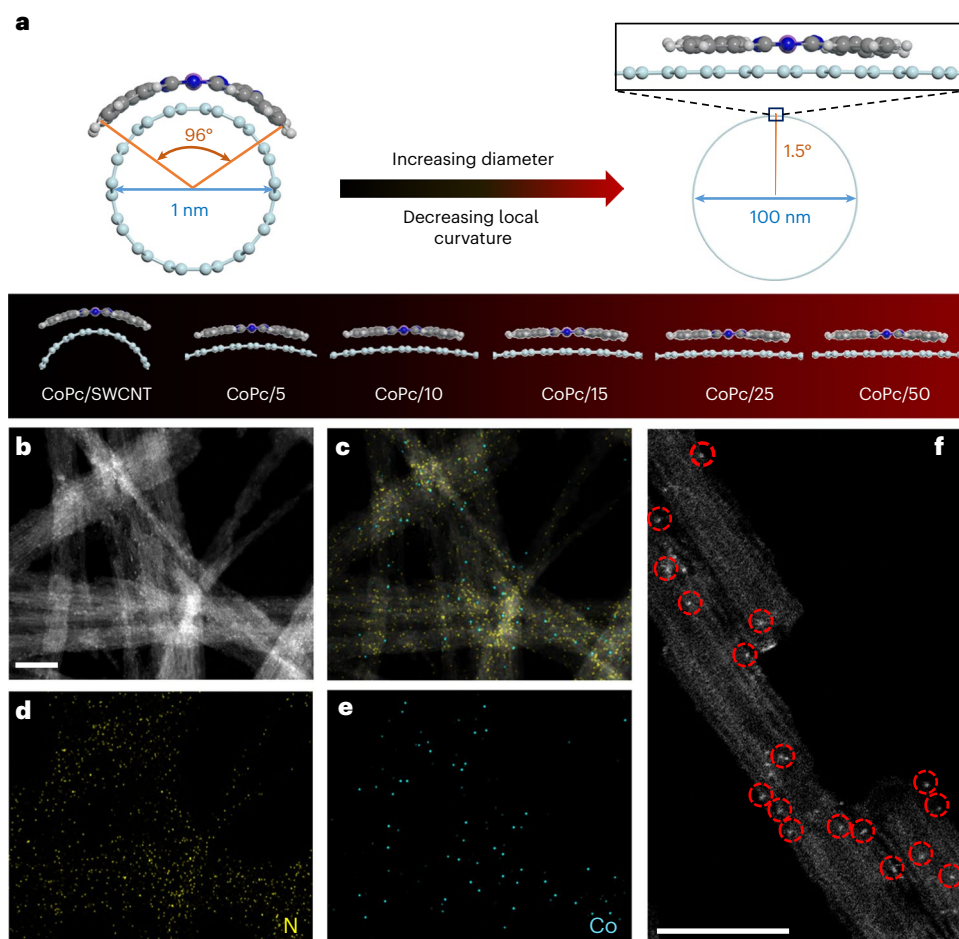 a
96°
1 nm
Increasing diameter
Decreasing local
curvature
1.5°
100 nm
CoPc/SWCNT
CoPc/5
CoPc/10
CoPc/15
CoPc/25
CoPc/50
b
c
f
d
N
e
Co